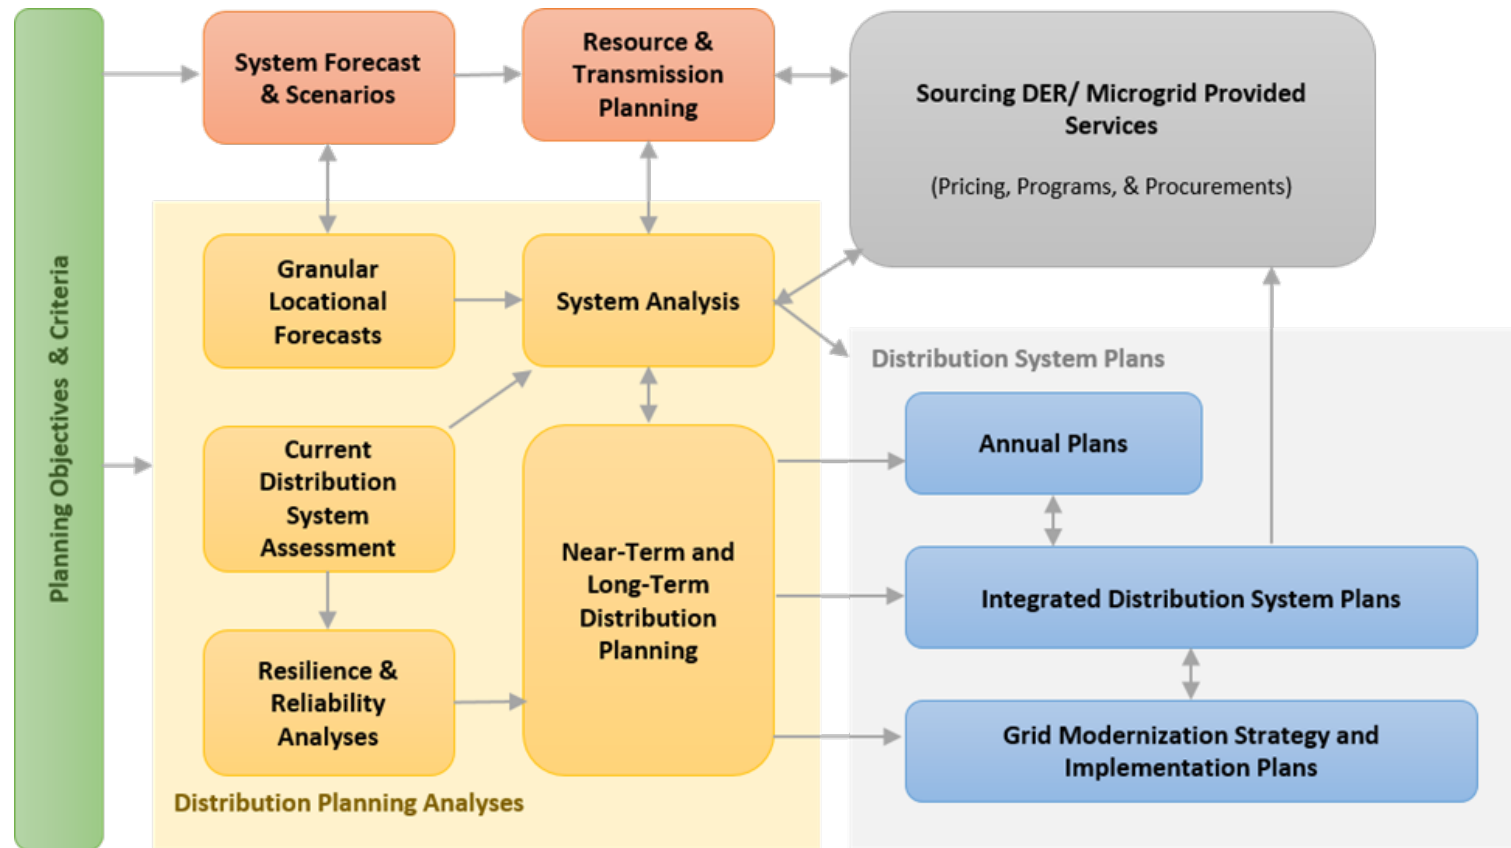 Planning Objectives & Criteria
System Forecast
& Scenarios
Resource &
Transmission
Planning
Sourcing DER/ Microgrid Provided
Services
(Pricing, Programs, & Procurements)
Granular
Locational
Forecasts
System Analysis
Current
Distribution
System
Assessment
Near-Term and
Long-Term
Distribution
Planning
Resilience &
Reliability
Analyses
Distribution Planning Analyses
Distribution System Plans
Annual Plans
Integrated Distribution System Plans
Grid Modernization Strategy and
Implementation Plans